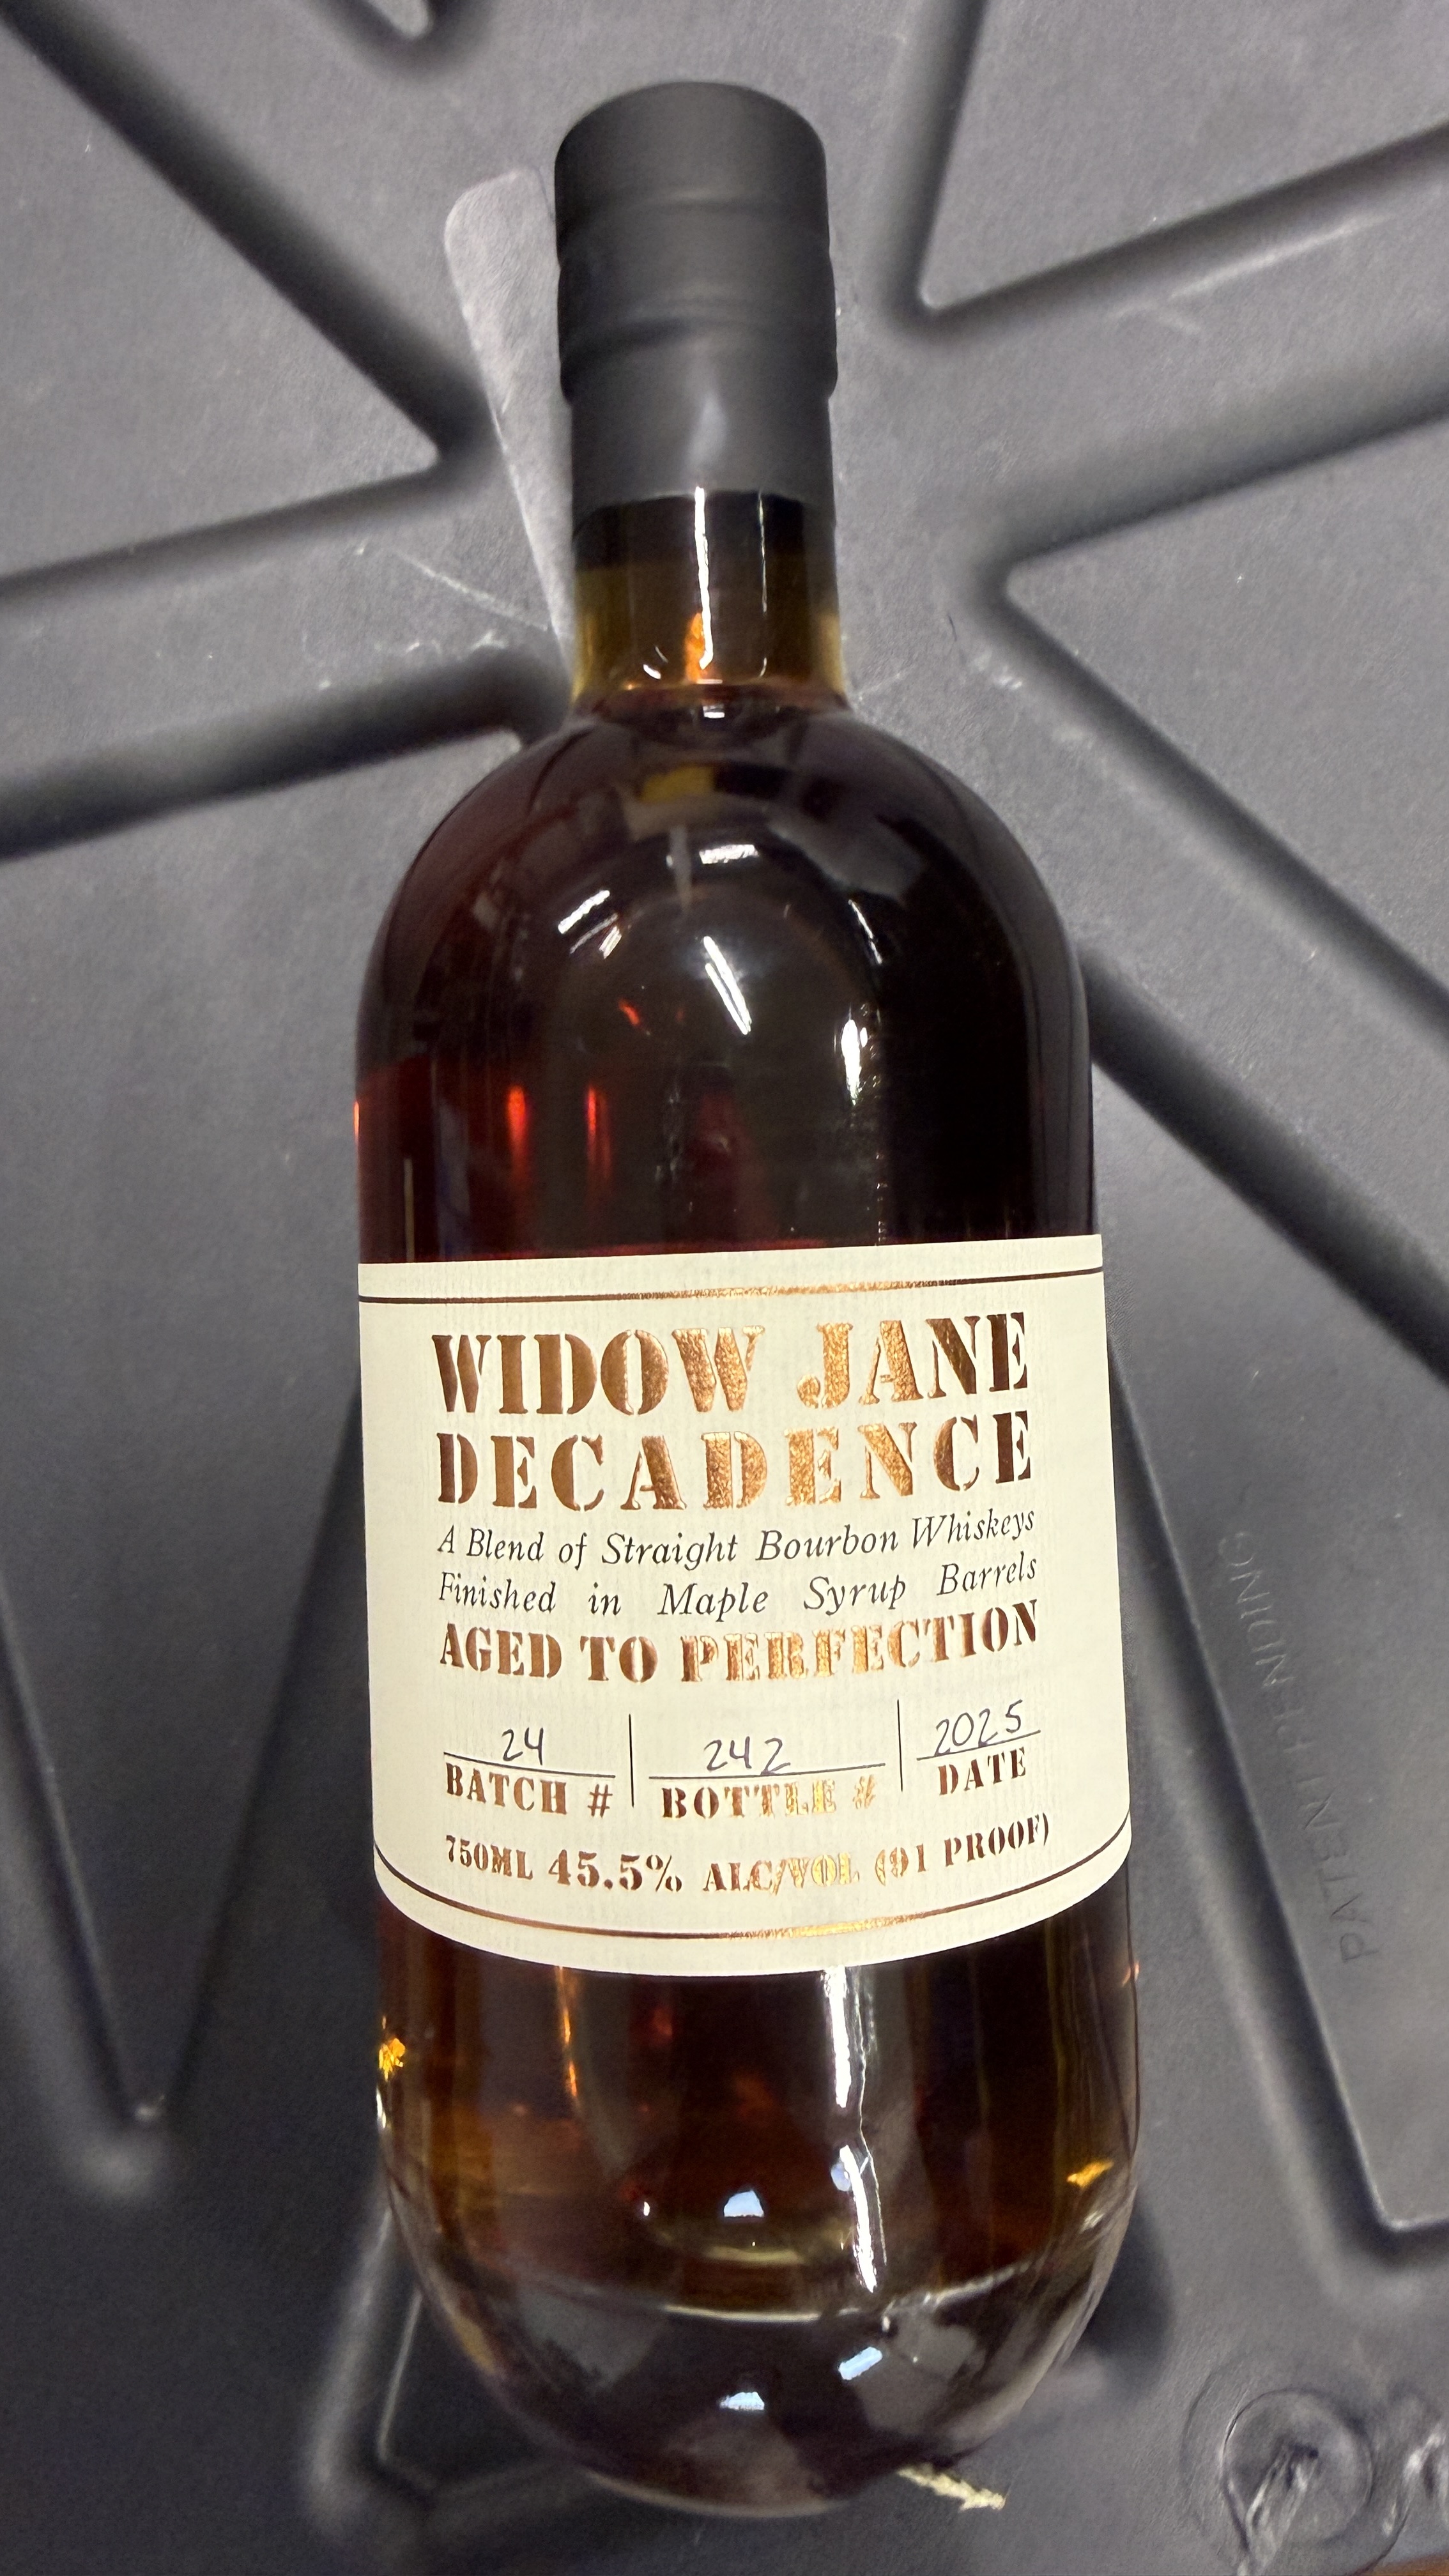 WIDOW JANE
DECADENCE
A Blend of Straight Bourbon Whiskeys
Finished in Maple Syrup Barrels
AGED TO PERFECTION
24 242 2025
BATCH # BOTTLE # DATE
750ML 45.5% ALC/VOL (91 PROOF)
PATENT PENDING